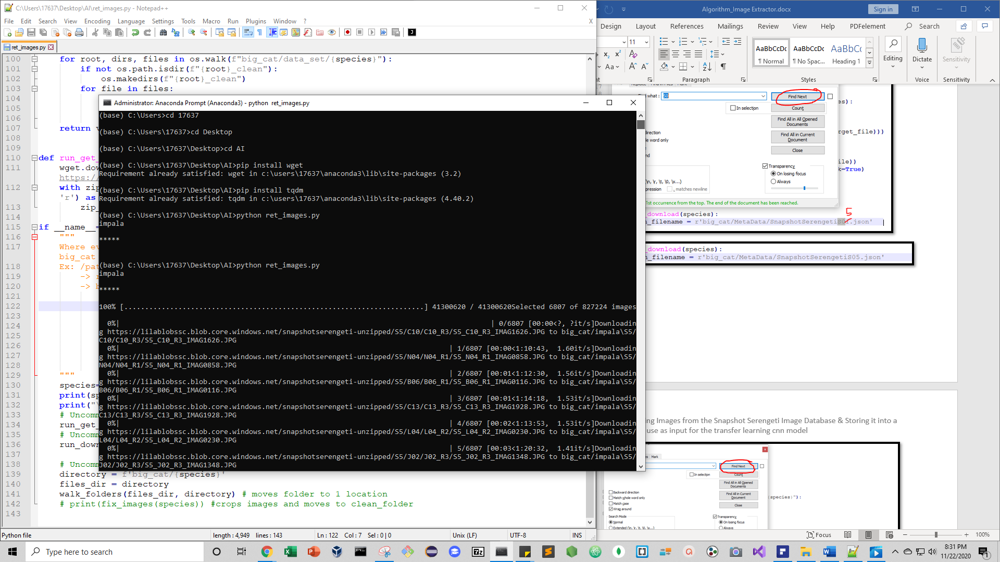 C:\Users\17637\Desktop\AI\ret_images.py - Notepad++
File Edit Search View Encoding Language Settings Tools Macro Run Plugins Window ? X
ret_images.py
100 for root, dirs, files in os.walk(f"big_cat/data_set/{species}"):
101 if not os.path.isdir(f"{root}_clean"):
102 os.makedirs(f"{root}_clean")
103 for file in files:
104
105
106
107 return
108
109
110 def run_get_
111 wget.dow
https://
112 with zip
'r') as
113 zip_
114
115 if __name__=
116 """
117 Where ev
big_cat
118 Ex: /pat
119 ->
120 ->
121
122
123
124
125
126
127
128
129 """
130 species=
131 print(sp
132 print("\
133 # Uncomm
134 run_get_
135 # Uncomm
136 run_down
137
138 # Uncomm
139 directory = f'big_cat/{species}'
140 files_dir = directory
141 walk_folders(files_dir, directory) # moves folder to 1 location
142 # print(fix_images(species)) #crops images and moves to clean_folder
143
Python file length : 4,949 lines : 143 Ln : 122 Col : 7 Sel : 0 | 0 Unix (LF) UTF-8 INS
Administrator: Anaconda Prompt (Anaconda3) - python ret_images.py
(base) C:\Users>cd 17637
(base) C:\Users\17637>cd Desktop
(base) C:\Users\17637\Desktop>cd AI
(base) C:\Users\17637\Desktop\AI>pip install wget
Requirement already satisfied: wget in c:\users\17637\anaconda3\lib\site-packages (3.2)
(base) C:\Users\17637\Desktop\AI>pip install tqdm
Requirement already satisfied: tqdm in c:\users\17637\anaconda3\lib\site-packages (4.40.2)
(base) C:\Users\17637\Desktop\AI>python ret_images.py
impala
*****
(base) C:\Users\17637\Desktop\AI>python ret_images.py
impala
*****
100% [.........................................................................] 41300620 / 41300620Selected 6807 of 827224 images
0%| | 0/6807 [00:00<?, ?it/s]Downloadin
g https://lilablobssc.blob.core.windows.net/snapshotserengeti-unzipped/S5/C10/C10_R3/S5_C10_R3_IMAG1626.JPG to big_cat/impala\S5/
C10/C10_R3/S5_C10_R3_IMAG1626.JPG
0%| | 1/6807 [00:00<1:10:43, 1.60it/s]Downloadin
g https://lilablobssc.blob.core.windows.net/snapshotserengeti-unzipped/S5/N04/N04_R1/S5_N04_R1_IMAG0858.JPG to big_cat/impala\S5/
N04/N04_R1/S5_N04_R1_IMAG0858.JPG
0%| | 2/6807 [00:01<1:12:30, 1.56it/s]Downloadin
g https://lilablobssc.blob.core.windows.net/snapshotserengeti-unzipped/S5/B06/B06_R1/S5_B06_R1_IMAG0116.JPG to big_cat/impala\S5/
B06/B06_R1/S5_B06_R1_IMAG0116.JPG
0%| | 3/6807 [00:01<1:14:18, 1.53it/s]Downloadin
g https://lilablobssc.blob.core.windows.net/snapshotserengeti-unzipped/S5/C13/C13_R3/S5_C13_R3_IMAG1928.JPG to big_cat/impala\S5/
C13/C13_R3/S5_C13_R3_IMAG1928.JPG
0%| | 4/6807 [00:02<1:13:53, 1.53it/s]Downloadin
g https://lilablobssc.blob.core.windows.net/snapshotserengeti-unzipped/S5/L04/L04_R2/S5_L04_R2_IMAG0230.JPG to big_cat/impala\S5/
L04/L04_R2/S5_L04_R2_IMAG0230.JPG
0%| | 5/6807 [00:03<1:20:32, 1.41it/s]Downloadin
g https://lilablobssc.blob.core.windows.net/snapshotserengeti-unzipped/S5/J02/J02_R3/S5_J02_R3_IMAG1348.JPG to big_cat/impala\S5/
J02/J02_R3/S5_J02_R3_IMAG1348.JPG
Algorithm_Image Extractor.docx Sign in
Design Layout References Mailings Review View Help PDFelement Search
11
AaBbCcDc AaBbCcDc AaBbCc
¶ Normal ¶ No Spac... Heading 1
Editing Dictate Sensitivity
Paragraph Styles Voice Sensitivity
what : S0 Find Next
In selection Count
Find All in All Opened
Documents
Find All in Current
Document
Close
Transparency
On losing focus
Always
(\n, \r, \t, \0, \x...)
. matches newline
1st occurrence from the top. The end of the document has been reached.
s):
rget_file)))
ile))
k=True)
5
_download(species):
n_filename = r'big_cat/MetaData/SnapshotSerengetiS01.json'
_download(species):
n_filename = r'big_cat/MetaData/SnapshotSerengetiS05.json'
ng Images from the Snapshot Serengeti Image Database & Storing it into a
use as input for the transfer learning cnn model
Mark
Find Next
In selection Count
Find All in All Opened
Documents
Find All in Current
Document
Close
Backward direction
Match whole word only
Match case
Wrap around
Search Mode
Normal
Extended (\n, \r, \t, \0, \x...)
Transparency
On losing focus
Always
species}"):
Focus 100%
Type here to search
8:31 PM
11/22/2020
1